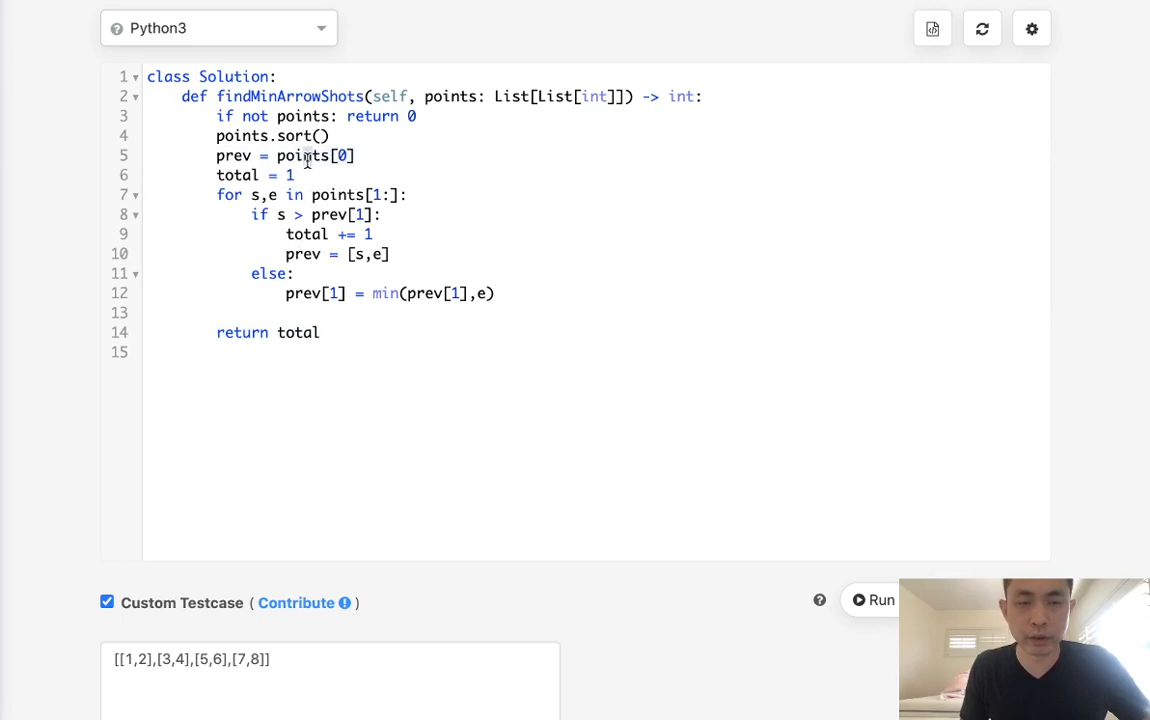 Python3
1 class Solution:
2 def findMinArrowShots(self, points: List[List[int]]) -> int:
3 if not points: return 0
4 points.sort()
5 prev = points[0]
6 total = 1
7 for s,e in points[1:]:
8 if s > prev[1]:
9 total += 1
10 prev = [s,e]
11 else:
12 prev[1] = min(prev[1],e)
13
14 return total
15
Custom Testcase ( Contribute )
Run
[[1,2],[3,4],[5,6],[7,8]]